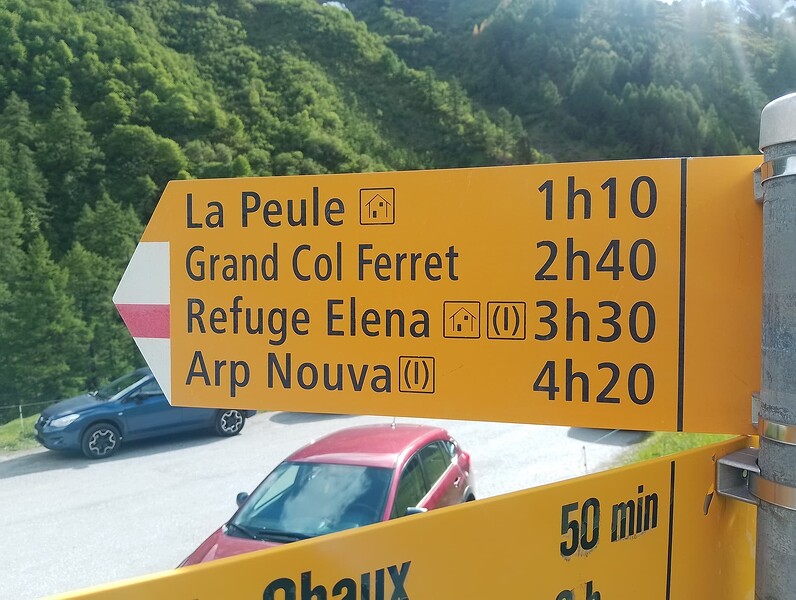 La Peule 1h10
Grand Col Ferret 2h40
Refuge Elena (I) 3h30
Arp Nouva (I) 4h20
50 min